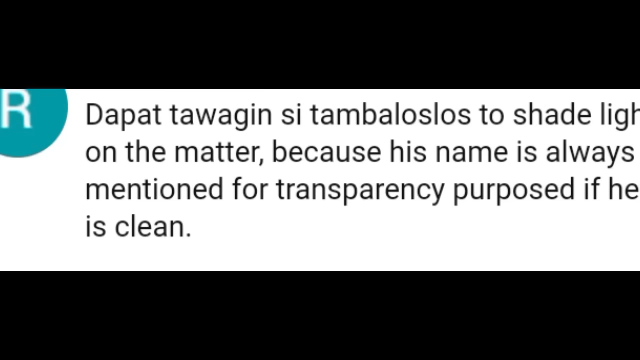 R
Dapat tawagin si tambaloslos to shade ligh
on the matter, because his name is always
mentioned for transparency purposed if he
is clean.